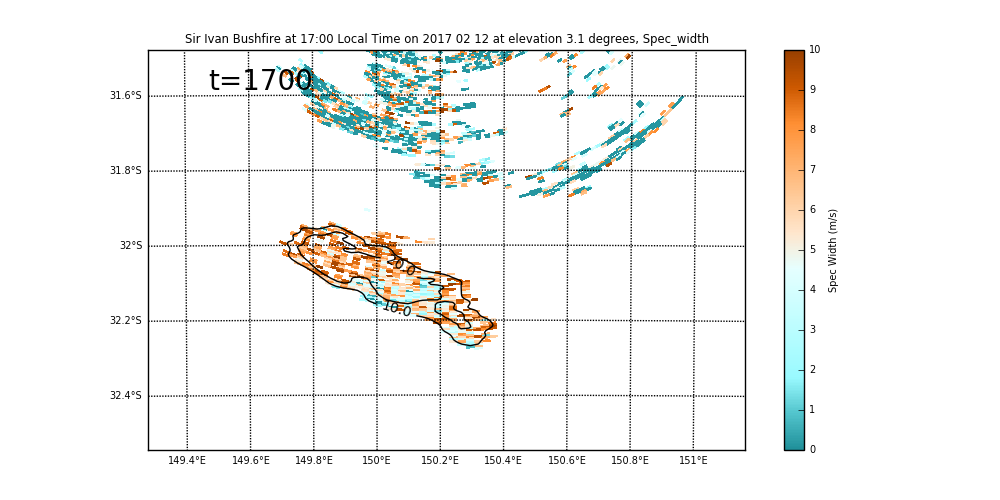 Sir Ivan Bushfire at 17:00 Local Time on 2017 02 12 at elevation 3.1 degrees, Spec_width
t=1700
31.6°S
31.8°S
32°S
32.2°S
32.4°S
10.0
149.4°E 149.6°E 149.8°E 150°E 150.2°E 150.4°E 150.6°E 150.8°E 151°E
10
9
8
7
6
5
4
3
2
1
0
Spec Width (m/s)